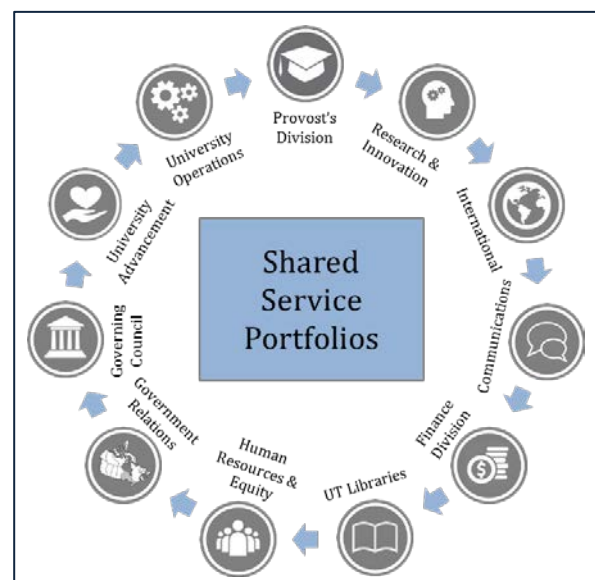 Provost's
Division
Research &
Innovation
International
Communications
Finance
Division
UT Libraries
Human
Resources &
Equity
Government
Relations
Governing
Council
University
Advancement
University
Operations
Shared
Service
Portfolios
$